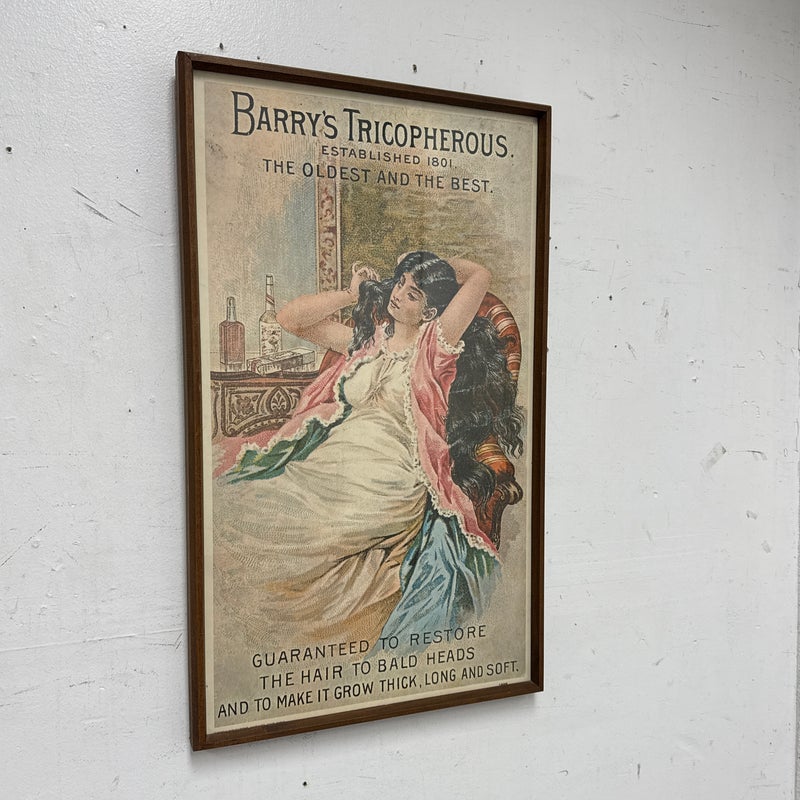 BARRY'S TRICOPHEROUS.
ESTABLISHED 1801.
THE OLDEST AND THE BEST.
GUARANTEED TO RESTORE
THE HAIR TO BALD HEADS
AND TO MAKE IT GROW THICK, LONG AND SOFT.